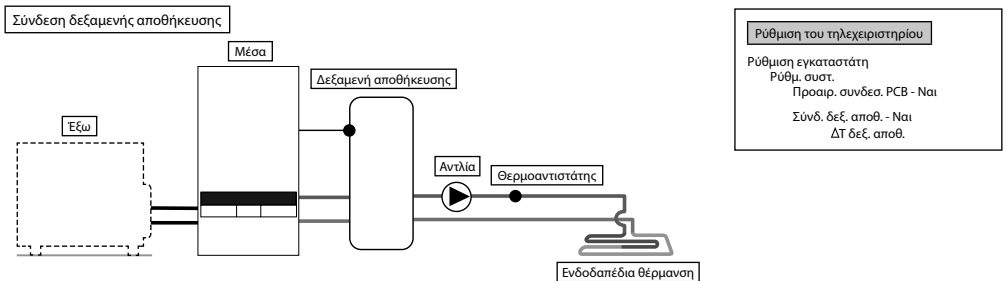 Σύνδεση δεξαμενής αποθήκευσης
Μέσα
Δεξαμενή αποθήκευσης
Έξω
Αντλία
Θερμοαντιστάτης
Ενδοδαπέδια θέρμανση
Ρύθμιση του τηλεχειριστηρίου
Ρύθμιση εγκαταστάτη
Ρύθμ. συστ.
Προαιρ. συνδεσ. PCB - Ναι
Σύνδ. δεξ. αποθ. - Ναι
ΔΤ δεξ. αποθ.